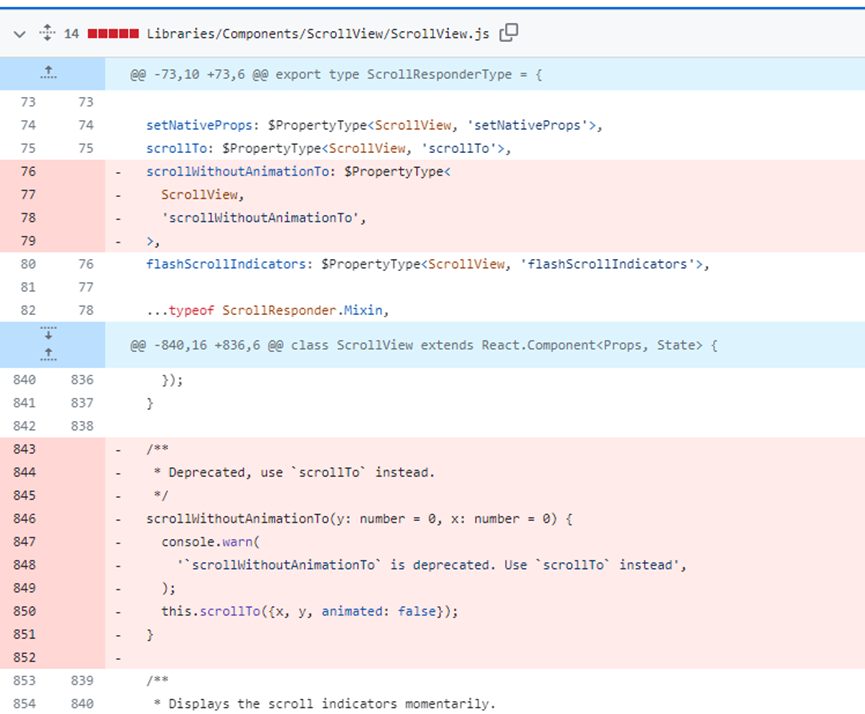 14 Libraries/Components/ScrollView/ScrollView.js
@@ -73,10 +73,6 @@ export type ScrollResponderType = {
73 73
74 74 setNativeProps: $PropertyType<ScrollView, 'setNativeProps'>,
75 75 scrollTo: $PropertyType<ScrollView, 'scrollTo'>,
76 - scrollWithoutAnimationTo: $PropertyType<
77 - ScrollView,
78 - 'scrollWithoutAnimationTo',
79 - >,
80 76 flashScrollIndicators: $PropertyType<ScrollView, 'flashScrollIndicators'>,
81 77
82 78 ...typeof ScrollResponder.Mixin,
@@ -840,16 +836,6 @@ class ScrollView extends React.Component<Props, State> {
840 836 });
841 837 }
842 838
843 - /**
844 - * Deprecated, use `scrollTo` instead.
845 - */
846 - scrollWithoutAnimationTo(y: number = 0, x: number = 0) {
847 - console.warn(
848 - '`scrollWithoutAnimationTo` is deprecated. Use `scrollTo` instead',
849 - );
850 - this.scrollTo({x, y, animated: false});
851 - }
852 -
853 839 /**
854 840 * Displays the scroll indicators momentarily.